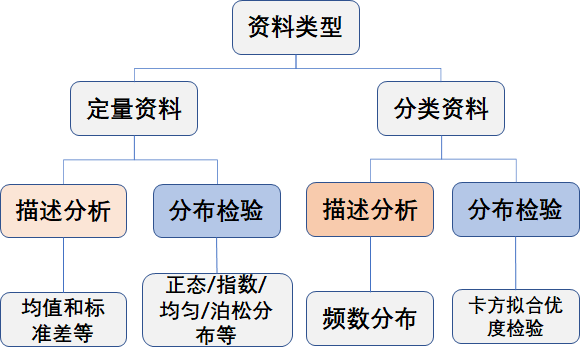 资料类型
定量资料
分类资料
描述分析
分布检验
描述分析
分布检验
均值和标
准差等
正态/指数/
均匀/泊松分
布等
频数分布
卡方拟合优
度检验